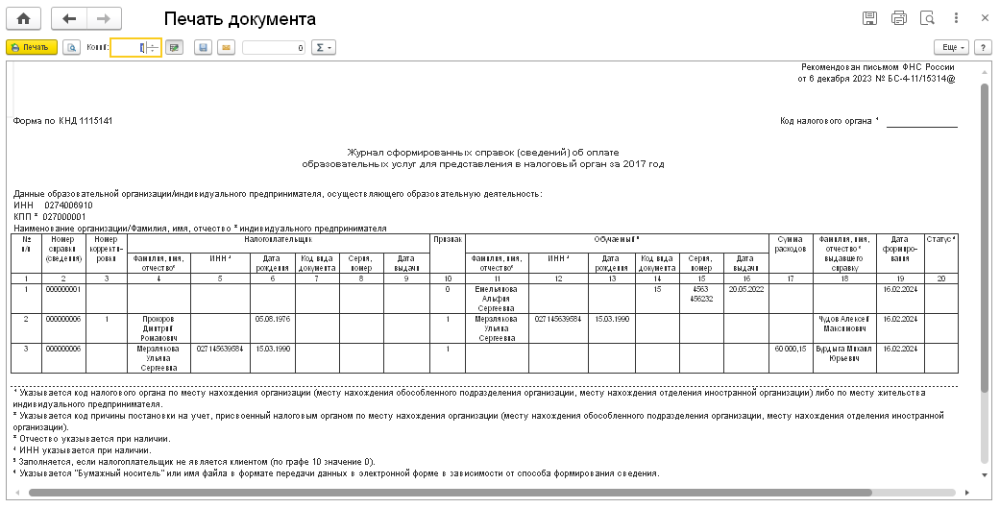 Печать документа
Печать Копий: 1 0 Σ Еще ?
Рекомендован письмом ФНС России
от 6 декабря 2023 № БС-4-11/15314@
Форма по КНД 1115141 Код налогового органа ¹
Журнал сформированных справок (сведений) об оплате
образовательных услуг для представления в налоговый орган за 2017 год
Данные образовательной организации/индивидуального предпринимателя, осуществляющего образовательную деятельность:
ИНН 0274006910
КПП ² 027000001
Наименование организации/Фамилия, имя, отчество ³ индивидуального предпринимателя
№ п/п Номер справки (сведения) Номер корректи-ровки Налогоплательщик Признак Обучаемый ⁵ Сумма расходов Фамилия, имя, отчество ³ выдавшего справку Дата формиро-вания Статус ⁶
Фамилия, имя, отчество³ ИНН ⁴ Дата рождения Код вида документа Серия, номер Дата выдачи Фамилия, имя, отчество³ ИНН ⁴ Дата рождения Код вида документа Серия, номер Дата выдачи
1 2 3 4 5 6 7 8 9 10 11 12 13 14 15 16 17 18 19 20
1 000000001 0 Емельянова Альфия Сергеевна 15 4563 456232 20.05.2022 16.02.2024
2 000000006 1 Прохоров Дмитрий Романович 05.08.1976 1 Мерзлякова Ульяна Сергеевна 027145639584 15.03.1990 Чудов Алексей Максимович 16.02.2024
3 000000006 Мерзлякова Ульяна Сергеевна 027145639584 15.03.1990 1 60 000,15 Бурдыга Михаил Юрьевич 16.02.2024
¹ Указывается код налогового органа по месту нахождения организации (месту нахождения обособленного подразделения организации, месту нахождения отделения иностранной организации) либо по месту жительства
индивидуального предпринимателя.
² Указывается код причины постановки на учет, присвоенный налоговым органом по месту нахождения организации (месту нахождения обособленного подразделения организации, месту нахождения отделения иностранной
организации).
³ Отчество указывается при наличии.
⁴ ИНН указывается при наличии.
⁵ Заполняется, если налогоплательщик не является клиентом (по графе 10 значение 0).
⁶ Указывается "Бумажный носитель" или имя файла в формате передачи данных в электронной форме в зависимости от способа формирования сведения.